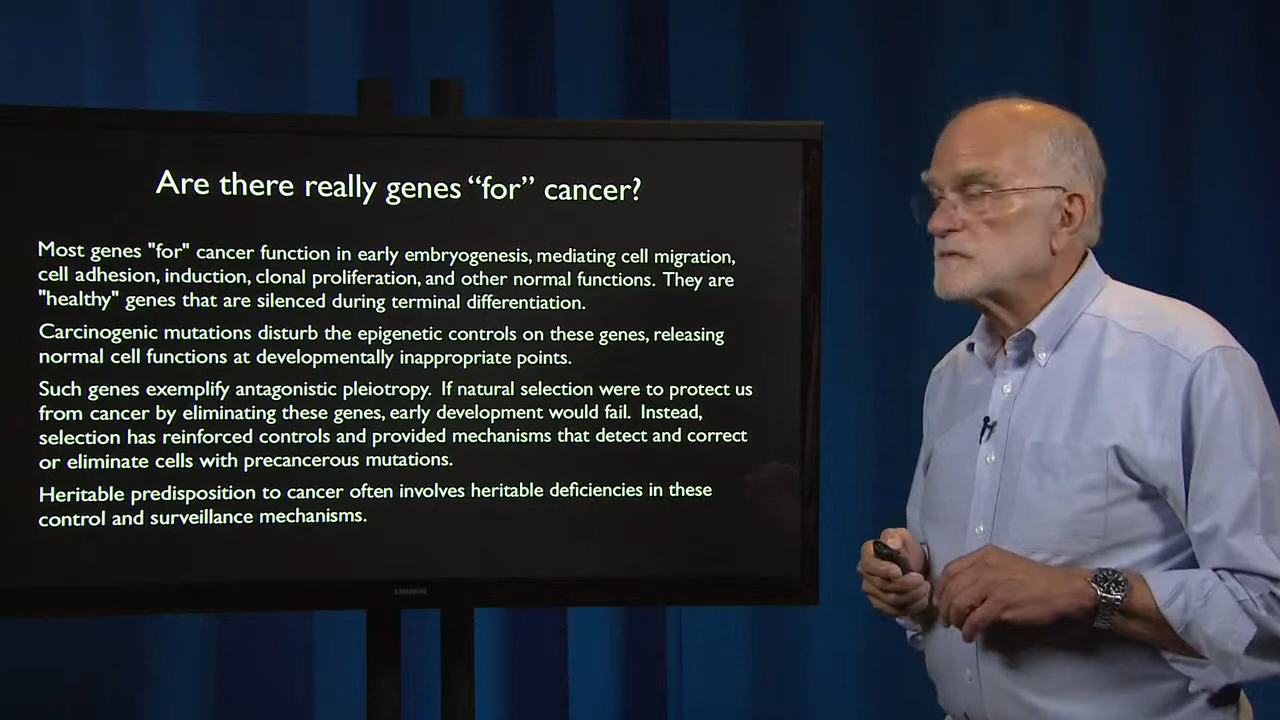 Are there really genes “for” cancer?
Most genes "for" cancer function in early embryogenesis, mediating cell migration,
cell adhesion, induction, clonal proliferation, and other normal functions. They are
"healthy" genes that are silenced during terminal differentiation.
Carcinogenic mutations disturb the epigenetic controls on these genes, releasing
normal cell functions at developmentally inappropriate points.
Such genes exemplify antagonistic pleiotropy. If natural selection were to protect us
from cancer by eliminating these genes, early development would fail. Instead,
selection has reinforced controls and provided mechanisms that detect and correct
or eliminate cells with precancerous mutations.
Heritable predisposition to cancer often involves heritable deficiencies in these
control and surveillance mechanisms.
SAMSUNG